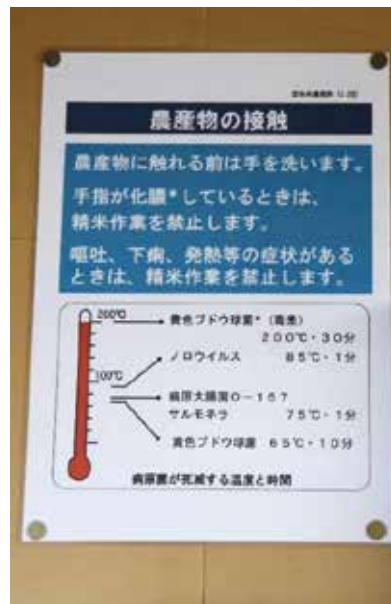 農産物の接触
農産物に触れる前は手を洗います。
手指が化膿*しているときは、
精米作業を禁止します。
嘔吐、下痢、発熱等の症状がある
ときは、精米作業を禁止します。
200℃
黄色ブドウ球菌*(毒素)
200℃・30分
ノロウイルス 85℃・1分
100℃
病原大腸菌O-157
サルモネラ 75℃・1分
黄色ブドウ球菌 65℃・10分
病原菌が死滅する温度と時間